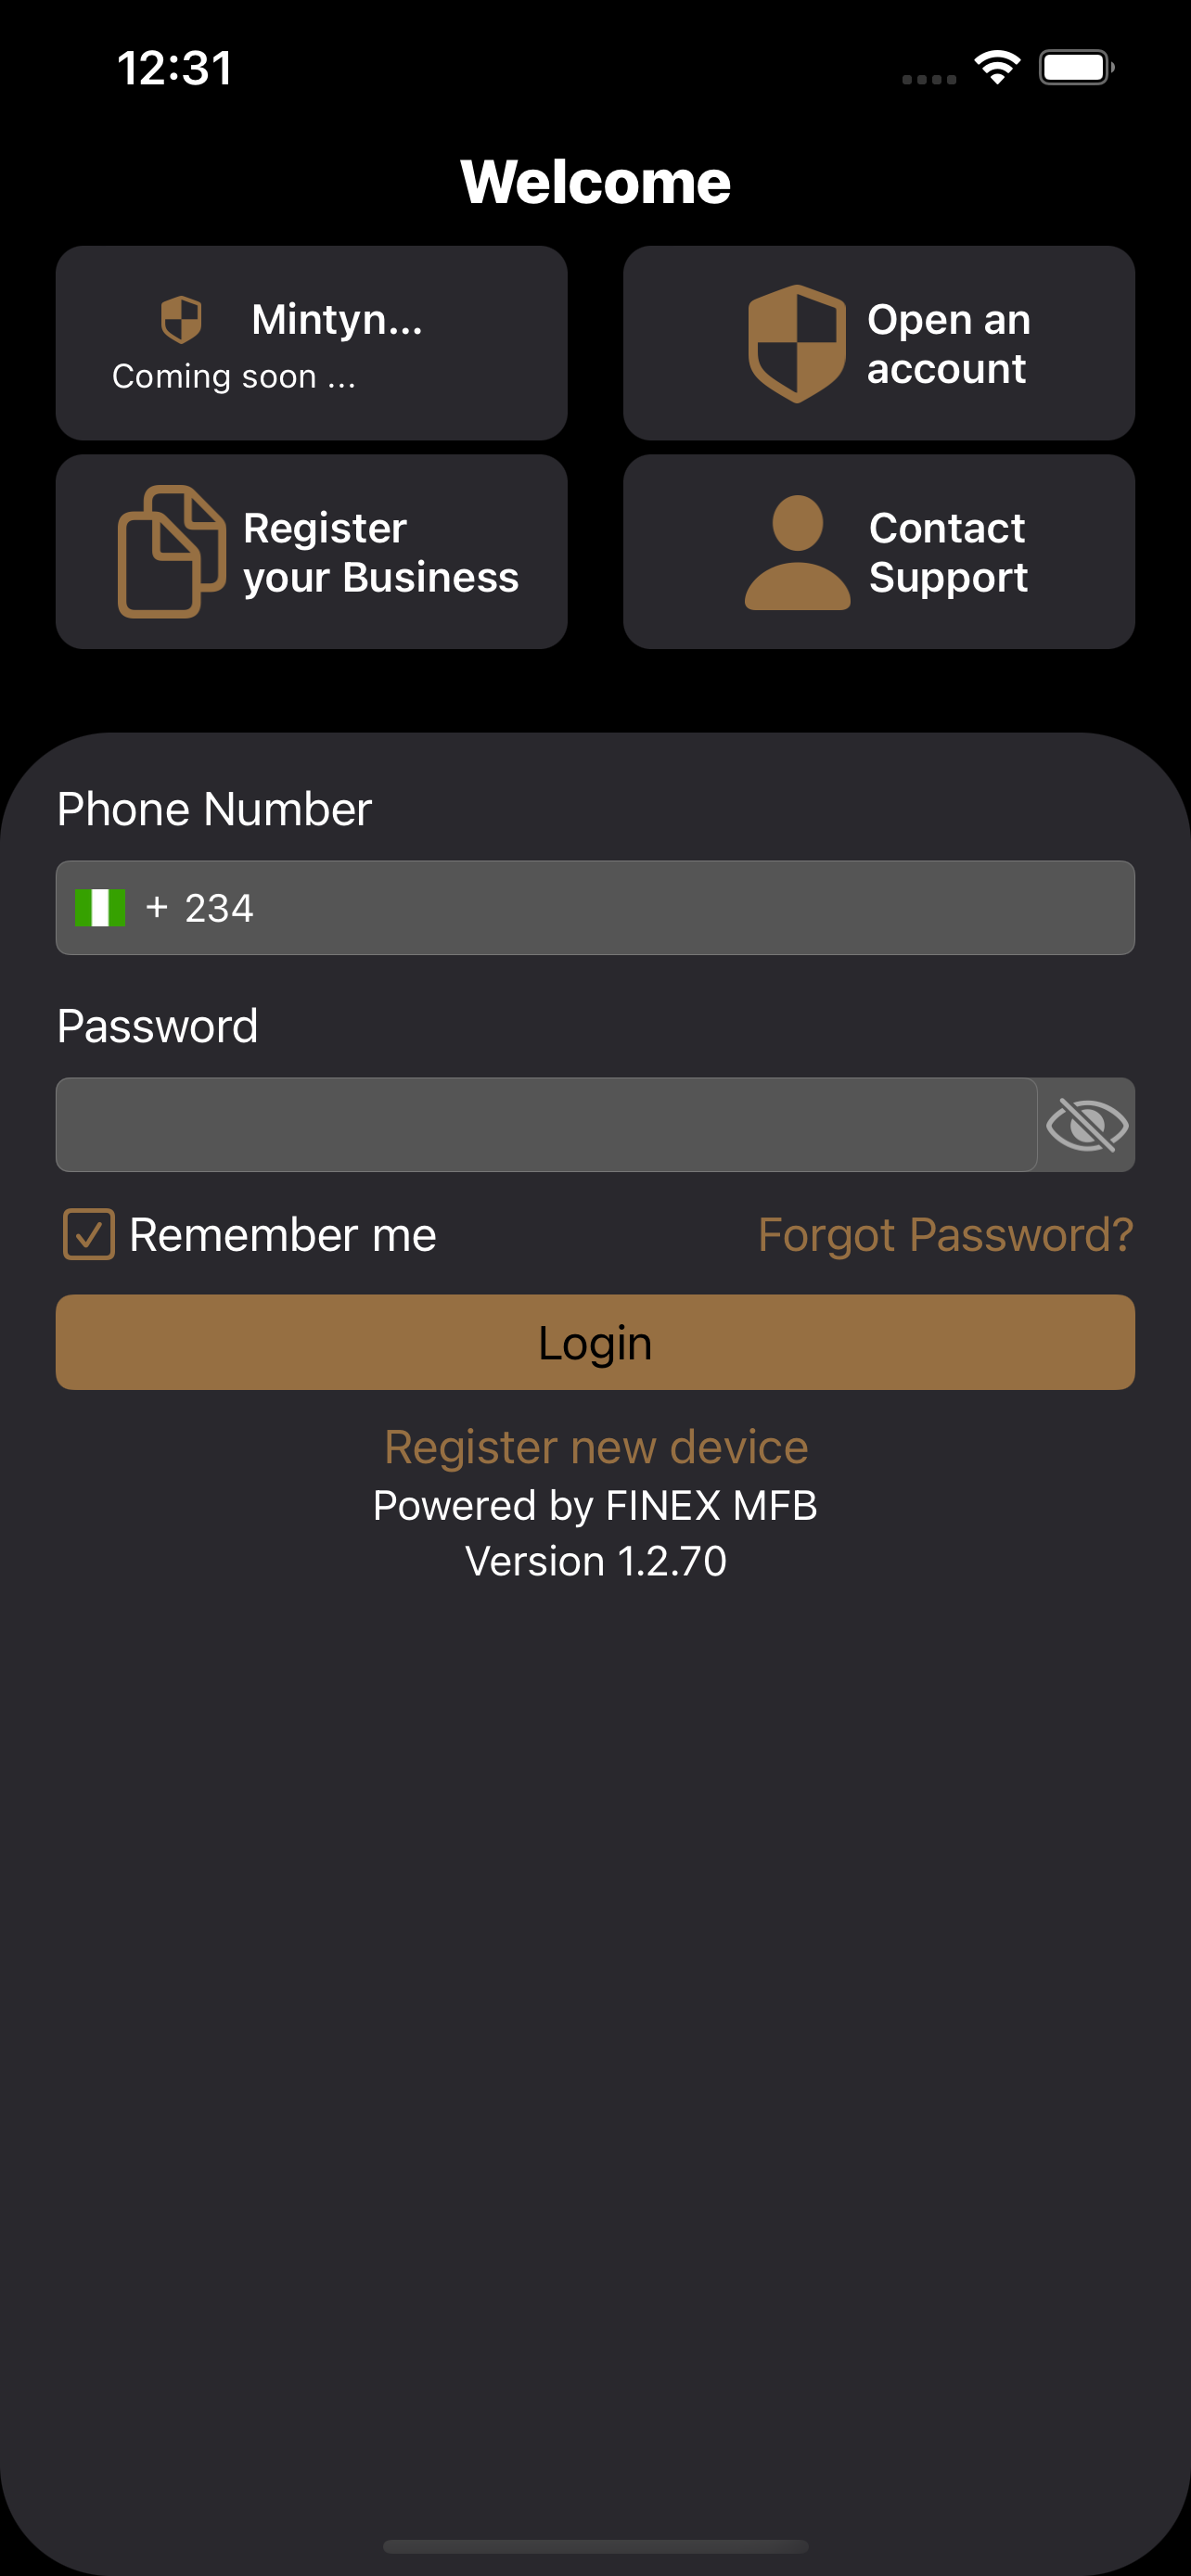 12:31
Welcome
Mintyn...
Coming soon ...
Open an
account
Register
your Business
Contact
Support
Phone Number
+ 234
Password
Remember me
Forgot Password?
Login
Register new device
Powered by FINEX MFB
Version 1.2.70